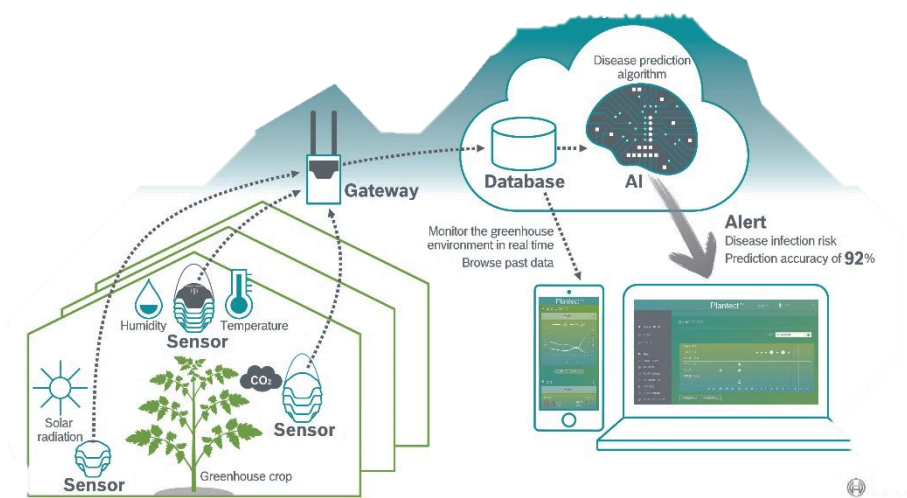 Disease prediction
algorithm
Gateway
Database
AI
Alert
Disease infection risk
Prediction accuracy of 92%
Monitor the greenhouse
environment in real time
Browse past data
Humidity
Temperature
Sensor
CO2
Solar
radiation
Sensor
Sensor
Greenhouse crop
Plantect
Plantect